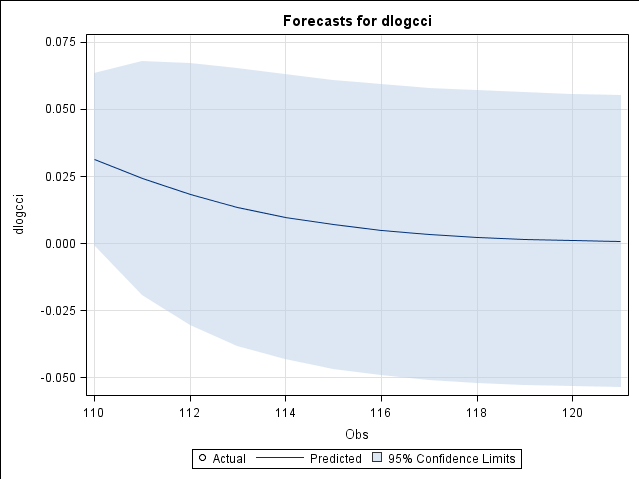 Forecasts for dlogcci
0.075
0.050
0.025
0.000
-0.025
-0.050
dlogcci
110 112 114 116 118 120
Obs
Actual Predicted 95% Confidence Limits